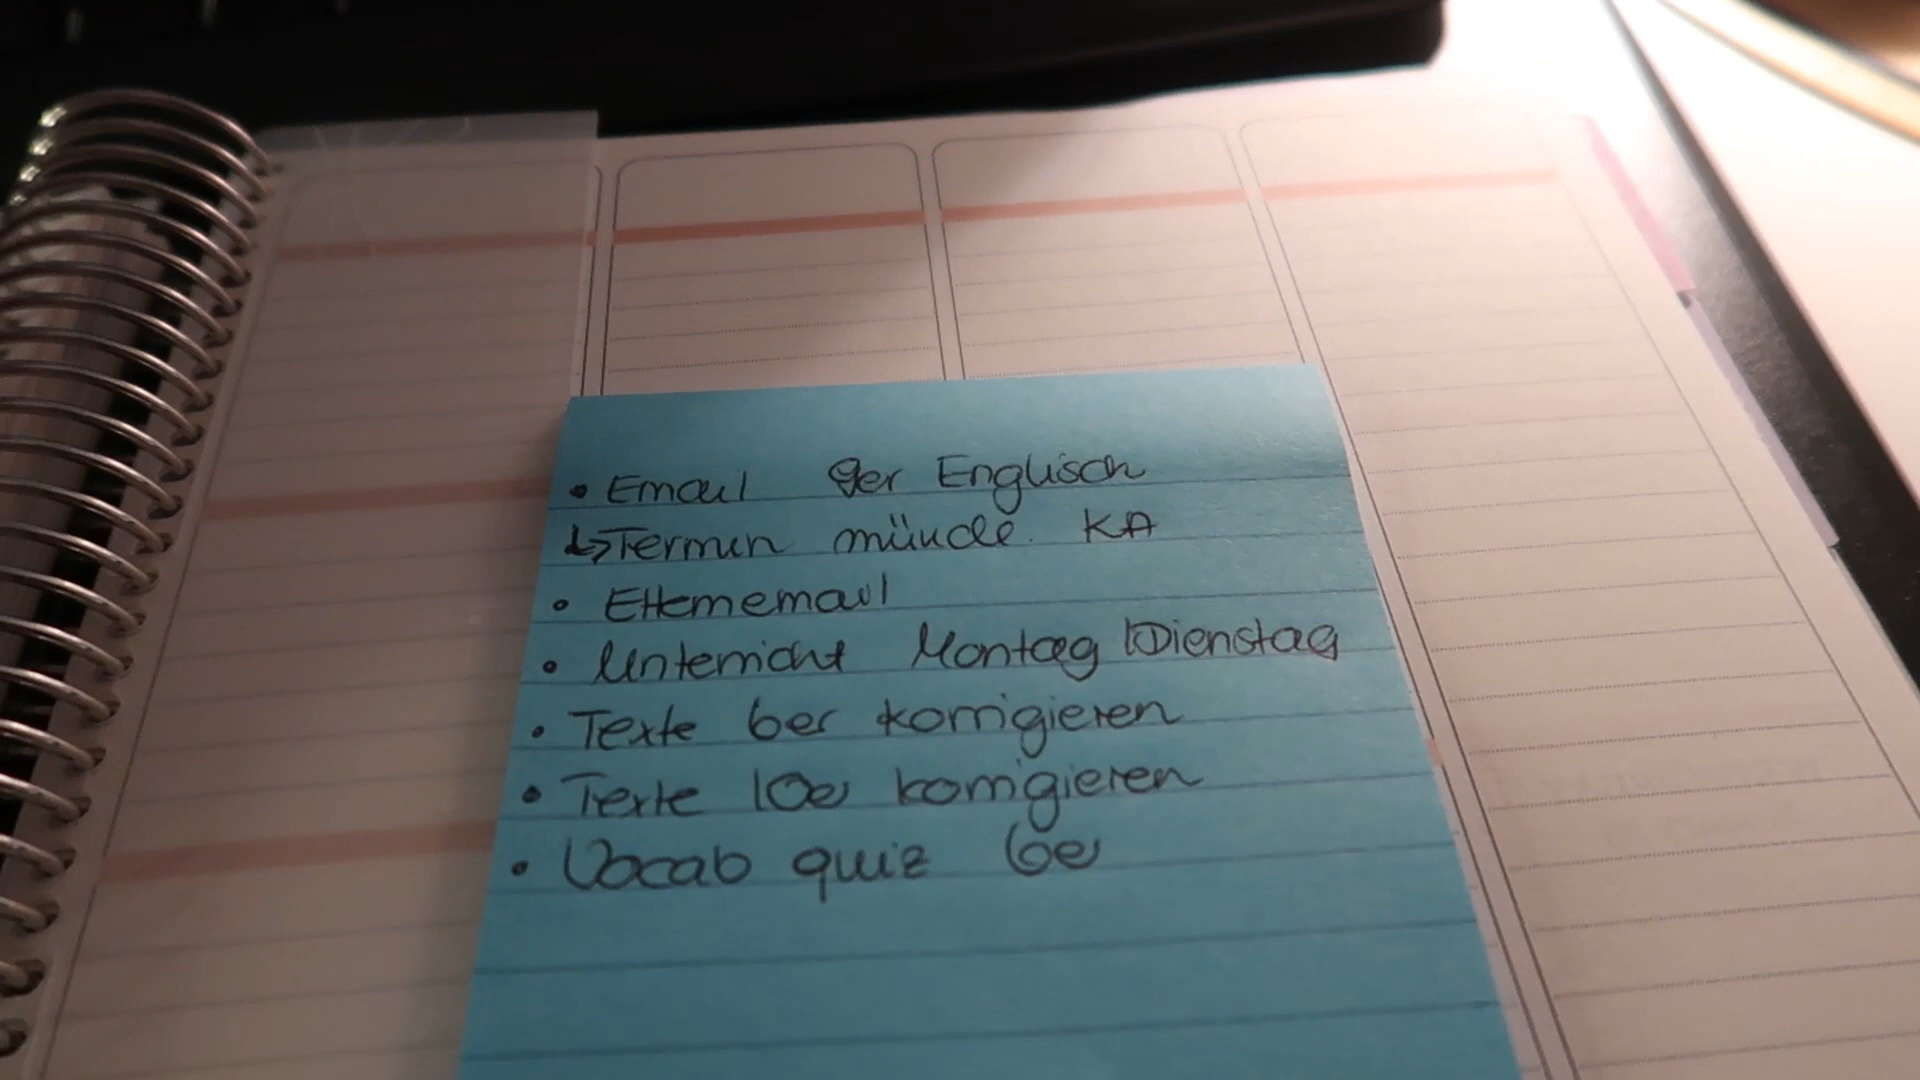 • Email 9er Englisch
↳ Termin mündl. KA
• Elternemail
• Unterricht Montag | Dienstag
• Texte 6er korrigieren
• Texte 10er korrigieren
• Vocab quiz 6er